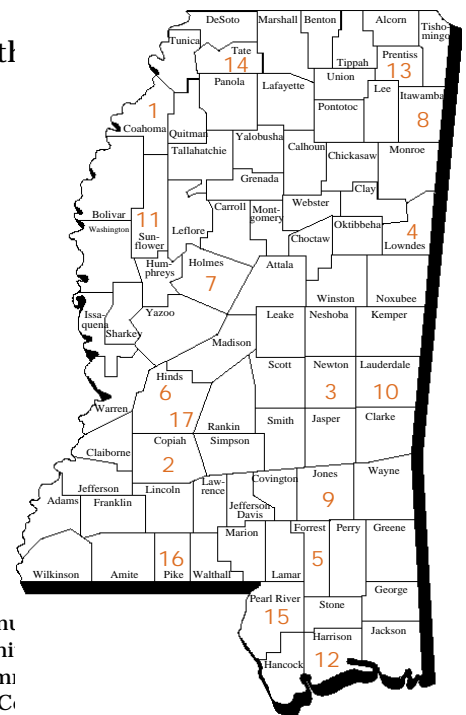 DeSoto
Marshall
Benton
Alcorn
Tisho-
mingo
Tunica
Tate
14
Tippah
Prentiss
13
Panola
Lafayette
Union
Lee
Itawamba
8
Pontotoc
1
Coahoma
Quitman
Yalobusha
Calhoun
Tallahatchie
Chickasaw
Monroe
Grenada
Clay
Bolivar
Washington
11
Sun-
flower
Leflore
Carroll
Mont-
gomery
Webster
Choctaw
Oktibbeha
4
Lowndes
Hum-
phreys
Holmes
7
Attala
Winston
Noxubee
Issa-
quena
Sharkey
Yazoo
Madison
Leake
Neshoba
Kemper
Scott
Newton
3
Lauderdale
10
Warren
Hinds
6
17
Rankin
Smith
Jasper
Clarke
Claiborne
Copiah
2
Simpson
Jefferson
Lincoln
Law-
rence
Covington
Jones
9
Wayne
Adams
Franklin
Jefferson
Davis
Marion
Forrest
Perry
Greene
Wilkinson
Amite
16
Pike
Walthall
Lamar
5
George
Pearl River
15
Stone
Harrison
12
Jackson
Hancock